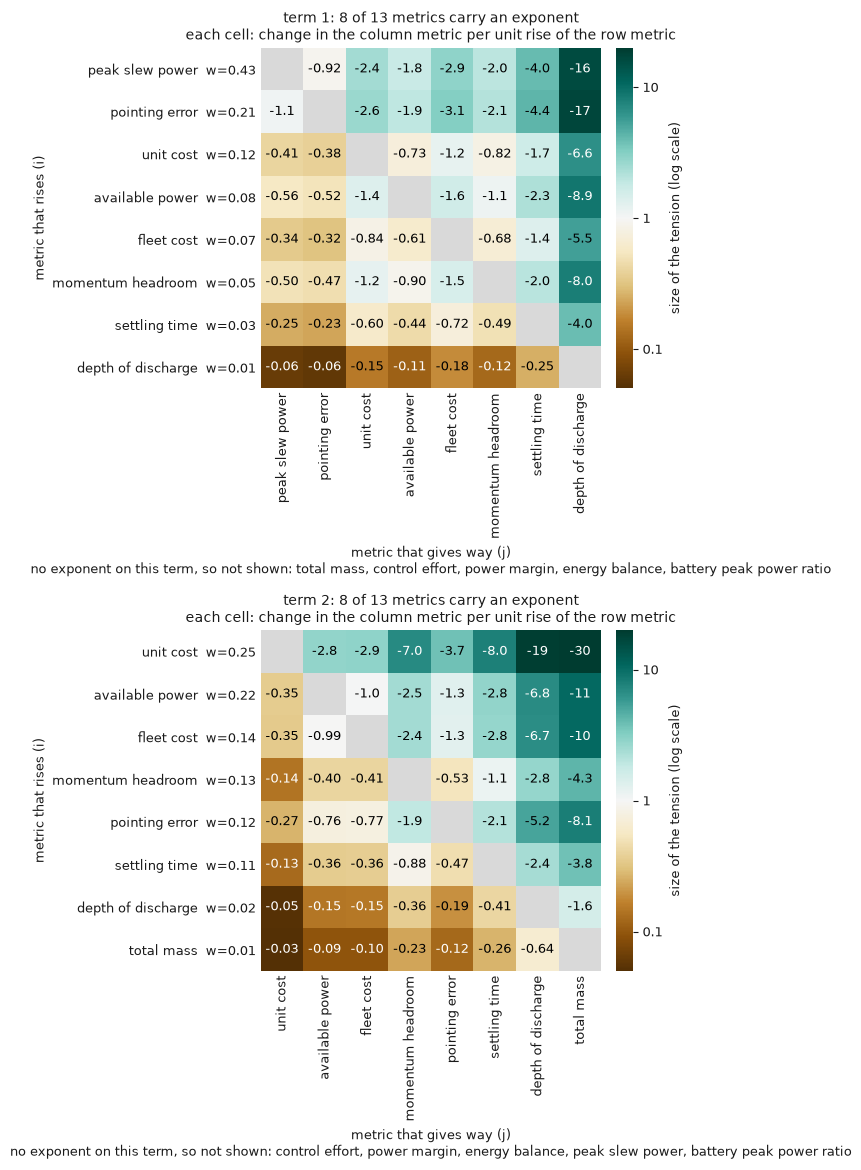 term 1: 8 of 13 metrics carry an exponent
each cell: change in the column metric per unit rise of the row metric
metric that rises (i)
peak slew power w=0.43 -0.92 -2.4 -1.8 -2.9 -2.0 -4.0 -16
pointing error w=0.21 -1.1 -2.6 -1.9 -3.1 -2.1 -4.4 -17
unit cost w=0.12 -0.41 -0.38 -0.73 -1.2 -0.82 -1.7 -6.6
available power w=0.08 -0.56 -0.52 -1.4 -1.6 -1.1 -2.3 -8.9
fleet cost w=0.07 -0.34 -0.32 -0.84 -0.61 -0.68 -1.4 -5.5
momentum headroom w=0.05 -0.50 -0.47 -1.2 -0.90 -1.5 -2.0 -8.0
settling time w=0.03 -0.25 -0.23 -0.60 -0.44 -0.72 -0.49 -4.0
depth of discharge w=0.01 -0.06 -0.06 -0.15 -0.11 -0.18 -0.12 -0.25
10
1
0.1
size of the tension (log scale)
peak slew power
pointing error
unit cost
available power
fleet cost
momentum headroom
settling time
depth of discharge
metric that gives way (j)
no exponent on this term, so not shown: total mass, control effort, power margin, energy balance, battery peak power ratio
term 2: 8 of 13 metrics carry an exponent
each cell: change in the column metric per unit rise of the row metric
metric that rises (i)
unit cost w=0.25 -2.8 -2.9 -7.0 -3.7 -8.0 -19 -30
available power w=0.22 -0.35 -1.0 -2.5 -1.3 -2.8 -6.8 -11
fleet cost w=0.14 -0.35 -0.99 -2.4 -1.3 -2.8 -6.7 -10
momentum headroom w=0.13 -0.14 -0.40 -0.41 -0.53 -1.1 -2.8 -4.3
pointing error w=0.12 -0.27 -0.76 -0.77 -1.9 -2.1 -5.2 -8.1
settling time w=0.11 -0.13 -0.36 -0.36 -0.88 -0.47 -2.4 -3.8
depth of discharge w=0.02 -0.05 -0.15 -0.15 -0.36 -0.19 -0.41 -1.6
total mass w=0.01 -0.03 -0.09 -0.10 -0.23 -0.12 -0.26 -0.64
10
1
0.1
size of the tension (log scale)
unit cost
available power
fleet cost
momentum headroom
pointing error
settling time
depth of discharge
total mass
metric that gives way (j)
no exponent on this term, so not shown: control effort, power margin, energy balance, peak slew power, battery peak power ratio